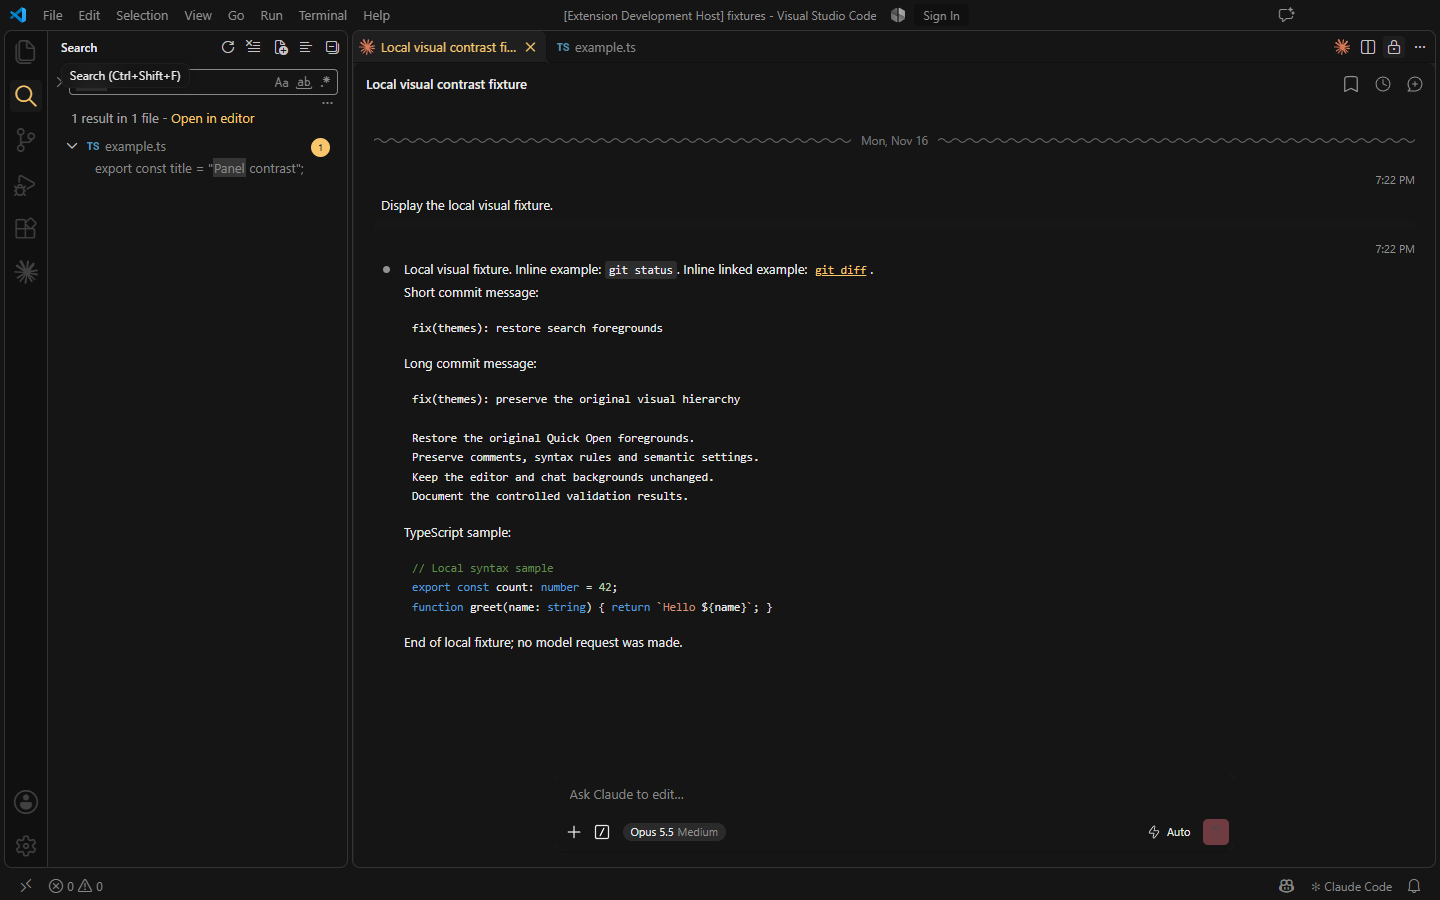 File Edit Selection View Go Run Terminal Help
[Extension Development Host] fixtures - Visual Studio Code
Sign In
Search
Search (Ctrl+Shift+F)
Aa ab .*
1 result in 1 file - Open in editor
TS example.ts 1
export const title = "Panel contrast";
Local visual contrast fi...
TS example.ts
Local visual contrast fixture
Mon, Nov 16
7:22 PM
Display the local visual fixture.
7:22 PM
Local visual fixture. Inline example: git status. Inline linked example: git diff.
Short commit message:
fix(themes): restore search foregrounds
Long commit message:
fix(themes): preserve the original visual hierarchy
Restore the original Quick Open foregrounds.
Preserve comments, syntax rules and semantic settings.
Keep the editor and chat backgrounds unchanged.
Document the controlled validation results.
TypeScript sample:
// Local syntax sample
export const count: number = 42;
function greet(name: string) { return `Hello ${name}`; }
End of local fixture; no model request was made.
Ask Claude to edit...
Opus 5.5 Medium
Auto
0 0
Claude Code